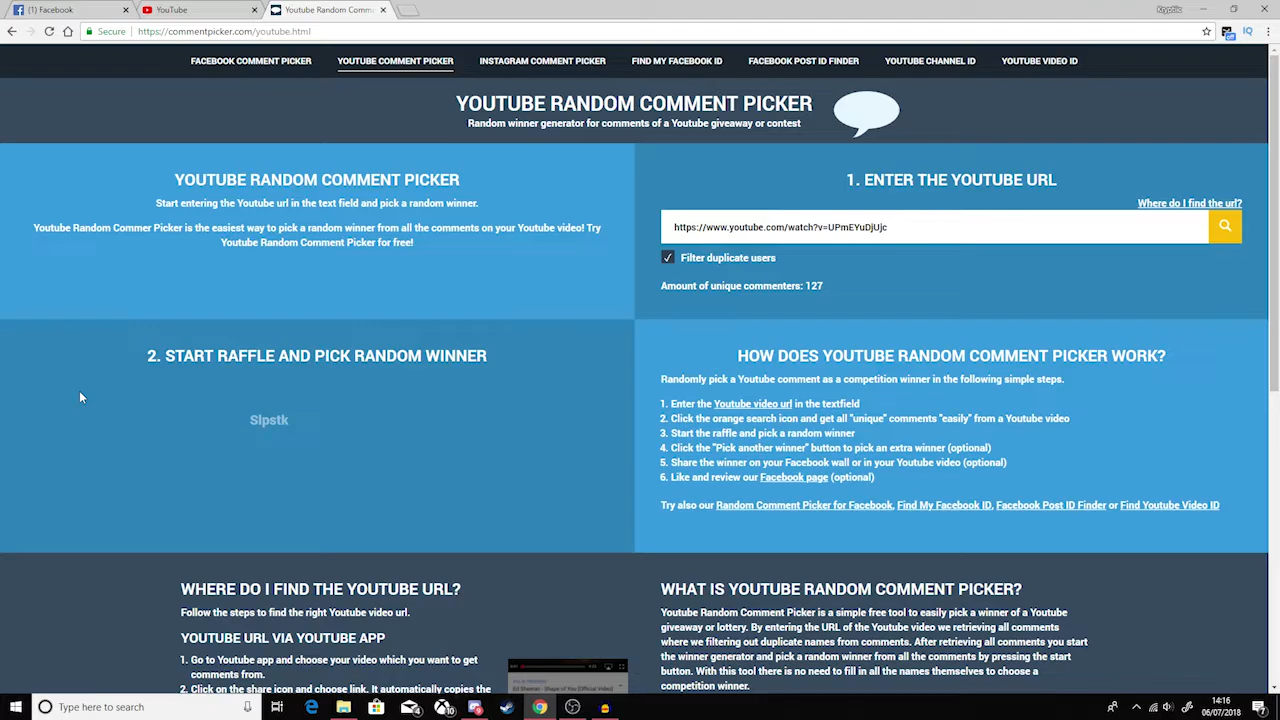 (1) Facebook
YouTube
Youtube Random Comm
Kryptiic
Secure
https://commentpicker.com/youtube.html
FACEBOOK COMMENT PICKER
YOUTUBE COMMENT PICKER
INSTAGRAM COMMENT PICKER
FIND MY FACEBOOK ID
FACEBOOK POST ID FINDER
YOUTUBE CHANNEL ID
YOUTUBE VIDEO ID
YOUTUBE RANDOM COMMENT PICKER
Random winner generator for comments of a Youtube giveaway or contest
YOUTUBE RANDOM COMMENT PICKER
Start entering the Youtube url in the text field and pick a random winner.
Youtube Random Commer Picker is the easiest way to pick a random winner from all the comments on your Youtube video! Try
Youtube Random Comment Picker for free!
1. ENTER THE YOUTUBE URL
Where do I find the url?
https://www.youtube.com/watch?v=UPmEYuDjUjc
Filter duplicate users
Amount of unique commenters: 127
2. START RAFFLE AND PICK RANDOM WINNER
Slpstk
HOW DOES YOUTUBE RANDOM COMMENT PICKER WORK?
Randomly pick a Youtube comment as a competition winner in the following simple steps.
1. Enter the Youtube video url in the textfield
2. Click the orange search icon and get all "unique" comments "easily" from a Youtube video
3. Start the raffle and pick a random winner
4. Click the "Pick another winner" button to pick an extra winner (optional)
5. Share the winner on your Facebook wall or in your Youtube video (optional)
6. Like and review our Facebook page (optional)
Try also our Random Comment Picker for Facebook, Find My Facebook ID, Facebook Post ID Finder or Find Youtube Video ID
WHERE DO I FIND THE YOUTUBE URL?
Follow the steps to find the right Youtube video url.
YOUTUBE URL VIA YOUTUBE APP
1. Go to Youtube app and choose your video which you want to get
comments from.
2. Click on the share icon and choose link. It automatically copies the
Ed Sheeran - Shape of You [Official Video]
WHAT IS YOUTUBE RANDOM COMMENT PICKER?
Youtube Random Comment Picker is a simple free tool to easily pick a winner of a Youtube
giveaway or lottery. By entering the URL of the Youtube video we retrieving all comments
where we filtering out duplicate names from comments. After retrieving all comments you start
the winner generator and pick a random winner from all the comments by pressing the start
button. With this tool there is no need to fill in all the names themselves to choose a
competition winner.
Type here to search
14:16
06/07/2018